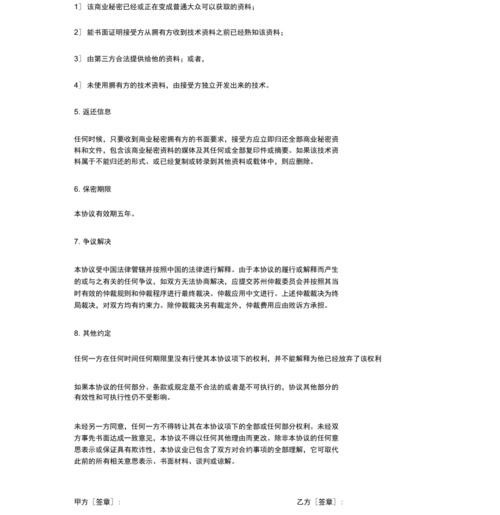 1］ 该商业秘密已经或正在变成普通大众可以获取的资料；
2］ 能书面证明接受方从拥有方收到技术资料之前已经熟知该资料；
3］ 由第三方合法提供给他的资料；或者，
4］ 未使用拥有方的技术资料，由接受方独立开发出来的技术。
5. 返还信息
任何时候，只要收到商业秘密拥有方的书面要求，接受方应立即归还全部商业秘密资
料和文件，包含该商业秘密资料的媒体及其任何或全部复印件或摘要。如果该技术资
料属于不能归还的形式、或已经复制或转录到其他资料或载体中，则应删除。
6. 保密期限
本协议有效期五年。
7. 争议解决
本协议受中国法律管辖并按照中国的法律进行解释。由于本协议的履行或解释而产生
的或与之有关的任何争议，如双方无法协商解决，应提交苏州仲裁委员会并按照其当
时有效的仲裁规则和仲裁程序进行最终裁决。仲裁应用中文进行。上述仲裁裁决为终
局裁决，对双方均有约束力。除仲裁裁决另有裁定外，仲裁费用应由败诉方承担。
8. 其他约定
任何一方在任何时间任何期限里没有行使其本协议项下的权利，并不能解释为他已经放弃了该权利
如果本协议的任何部分、条款或规定是不合法的或者是不可执行的，协议其他部分的
有效性和可执行性仍不受影响。
未经另一方同意，任何一方不得转让其在本协议项下的全部或任何部分权利。未经双
方事先书面达成一致意见，本协议不得以任何其他理由而更改。除非本协议的任何意
思表示或保证具有欺诈性，本协议业已包含了双方对合约事项的全部理解，它可取代
此前的所有相关意思表示、书面材料、谈判或谅解。
甲方［签章］： 乙方［签章］：